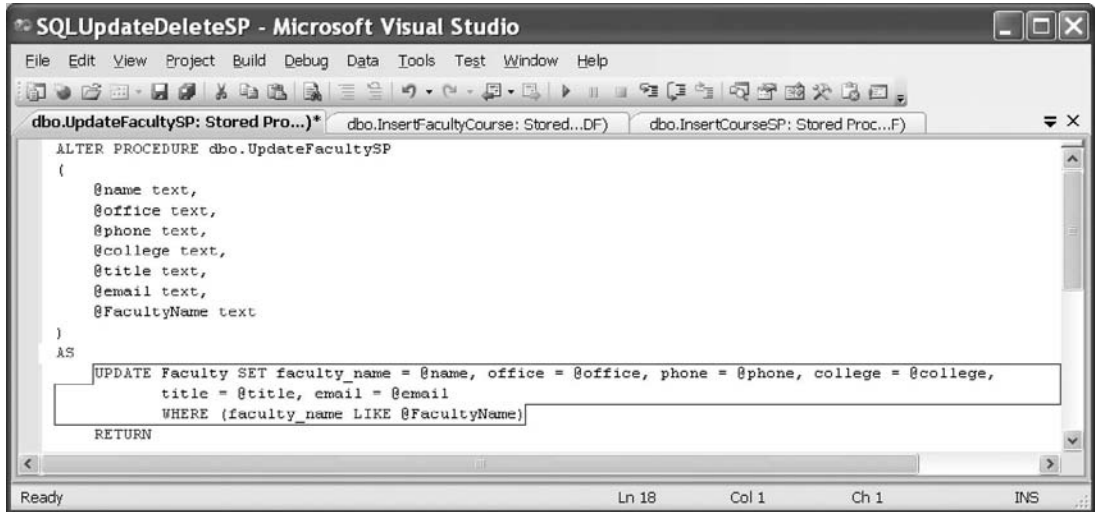 SQLUpdateDeleteSP - Microsoft Visual Studio
File Edit View Project Build Debug Data Tools Test Window Help
dbo.UpdateFacultySP: Stored Pro...)* dbo.InsertFacultyCourse: Stored...DF) dbo.InsertCourseSP: Stored Proc...F)
ALTER PROCEDURE dbo.UpdateFacultySP
(
@name text,
@office text,
@phone text,
@college text,
@title text,
@email text,
@FacultyName text
)
AS
UPDATE Faculty SET faculty_name = @name, office = @office, phone = @phone, college = @college,
title = @title, email = @email
WHERE (faculty_name LIKE @FacultyName)
RETURN
Ready Ln 18 Col 1 Ch 1 INS